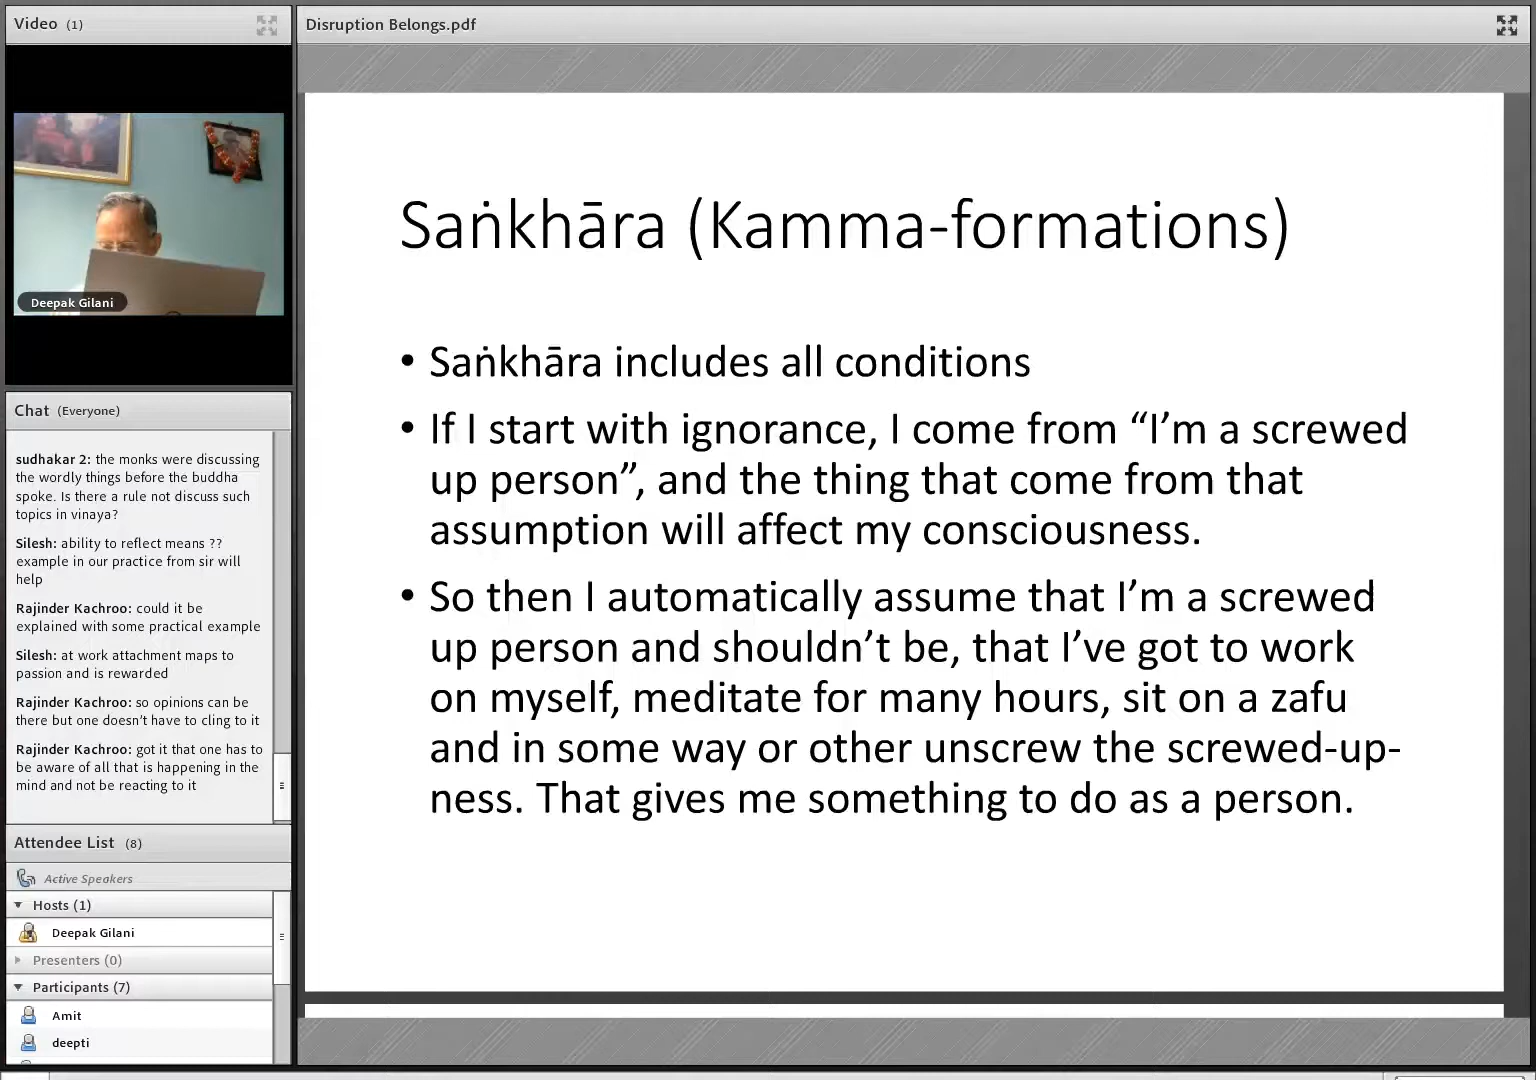 Video (1)
Deepak Gilani
Chat (Everyone)
sudhakar 2: the monks were discussing
the wordly things before the buddha
spoke. Is there a rule not discuss such
topics in vinaya?
Silesh: ability to reflect means ??
example in our practice from sir will
help
Rajinder Kachroo: could it be
explained with some practical example
Silesh: at work attachment maps to
passion and is rewarded
Rajinder Kachroo: so opinions can be
there but one doesn't have to cling to it
Rajinder Kachroo: got it that one has to
be aware of all that is happening in the
mind and not be reacting to it
Attendee List (8)
Active Speakers
Hosts (1)
Deepak Gilani
Presenters (0)
Participants (7)
Amit
deepti
Disruption Belongs.pdf
Saṅkhāra (Kamma-formations)
• Saṅkhāra includes all conditions
• If I start with ignorance, I come from “I’m a screwed
up person”, and the thing that come from that
assumption will affect my consciousness.
• So then I automatically assume that I’m a screwed
up person and shouldn’t be, that I’ve got to work
on myself, meditate for many hours, sit on a zafu
and in some way or other unscrew the screwed-up-
ness. That gives me something to do as a person.